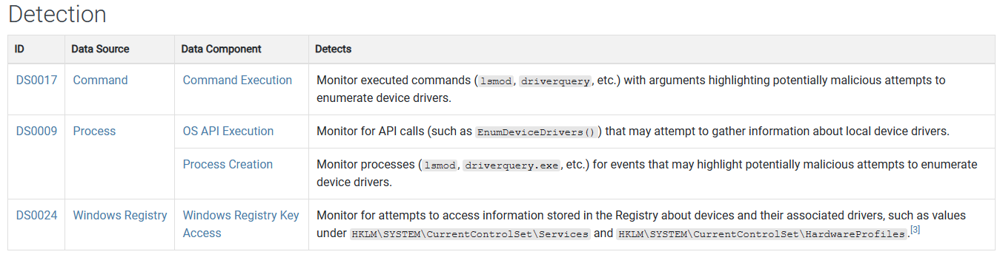 Detection
ID Data Source Data Component Detects
DS0017 Command Command Execution Monitor executed commands (lsmod, driverquery, etc.) with arguments highlighting potentially malicious attempts to
enumerate device drivers.
DS0009 Process OS API Execution Monitor for API calls (such as EnumDeviceDrivers()) that may attempt to gather information about local device drivers.
Process Creation Monitor processes (lsmod, driverquery.exe, etc.) for events that may highlight potentially malicious attempts to enumerate
device drivers.
DS0024 Windows Registry Windows Registry Key Monitor for attempts to access information stored in the Registry about devices and their associated drivers, such as values
Access under HKLM\SYSTEM\CurrentControlSet\Services and HKLM\SYSTEM\CurrentControlSet\HardwareProfiles.[3]